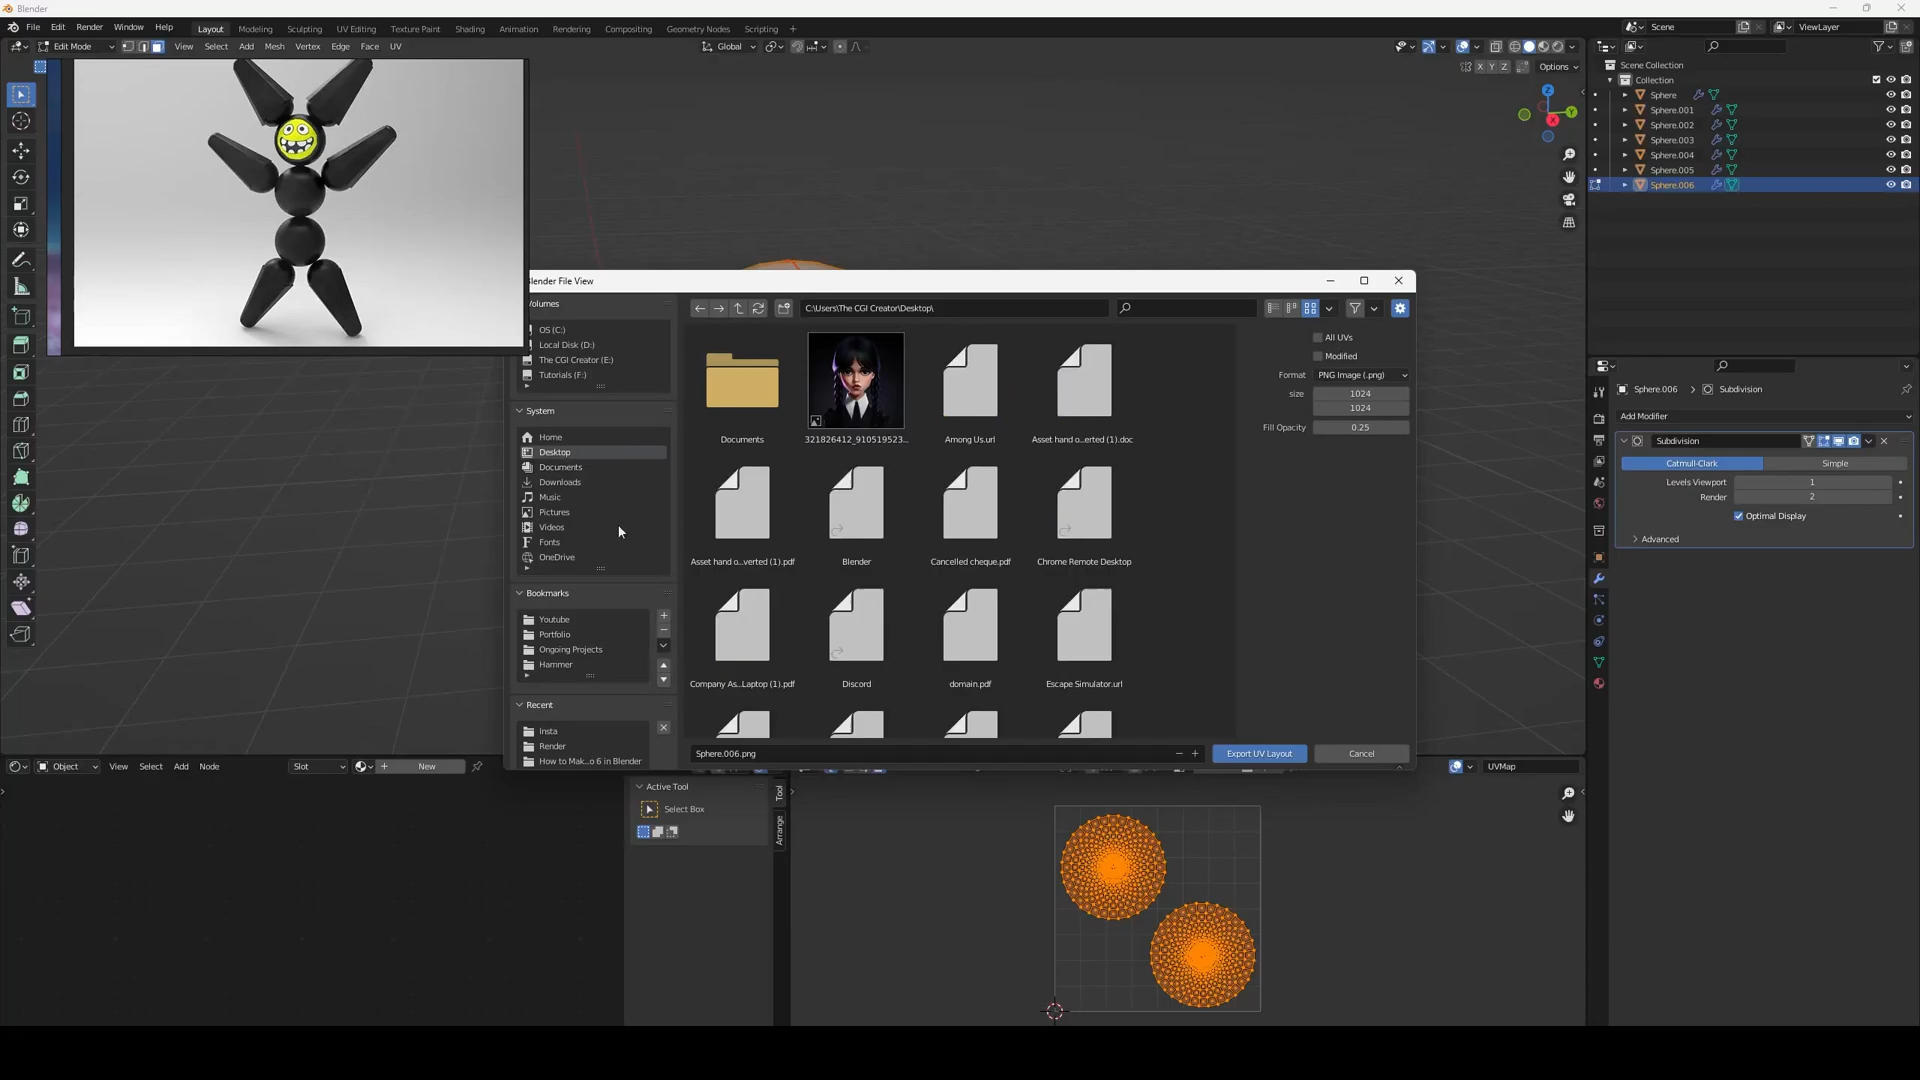 Blender
File Edit Render Window Help Layout Modeling Sculpting UV Editing Texture Paint Shading Animation Rendering Compositing Geometry Nodes Scripting + Scene ViewLayer
Edit Mode View Select Add Mesh Vertex Edge Face UV Global
X Y Z Options
Scene Collection
Collection
Sphere
Sphere.001
Sphere.002
Sphere.003
Sphere.004
Sphere.005
Sphere.006
Z
Y
X
Blender File View
Volumes
OS (C:)
Local Disk (D:)
The CGI Creator (E:)
Tutorials (F:)
System
Home
Desktop
Documents
Downloads
Music
Pictures
Videos
Fonts
OneDrive
Bookmarks
Youtube
Portfolio
Ongoing Projects
Hammer
Recent
Insta
Render
How to Mak...o 6 in Blender
C:\Users\The CGI Creator\Desktop\
Documents 321826412_910519523... Among Us.url Asset hand o...erted (1).doc
Asset hand o...verted (1).pdf Blender Cancelled cheque.pdf Chrome Remote Desktop
Company As...Laptop (1).pdf Discord domain.pdf Escape Simulator.url
All UVs
Modified
Format PNG Image (.png)
size 1024
1024
Fill Opacity 0.25
Sphere.006.png Export UV Layout Cancel
Sphere.006 > Subdivision
Add Modifier
Subdivision
Catmull-Clark Simple
Levels Viewport 1
Render 2
Optimal Display
Advanced
Object View Select Add Node Slot New
UVMap
Active Tool
Select Box
Tool
Arrange